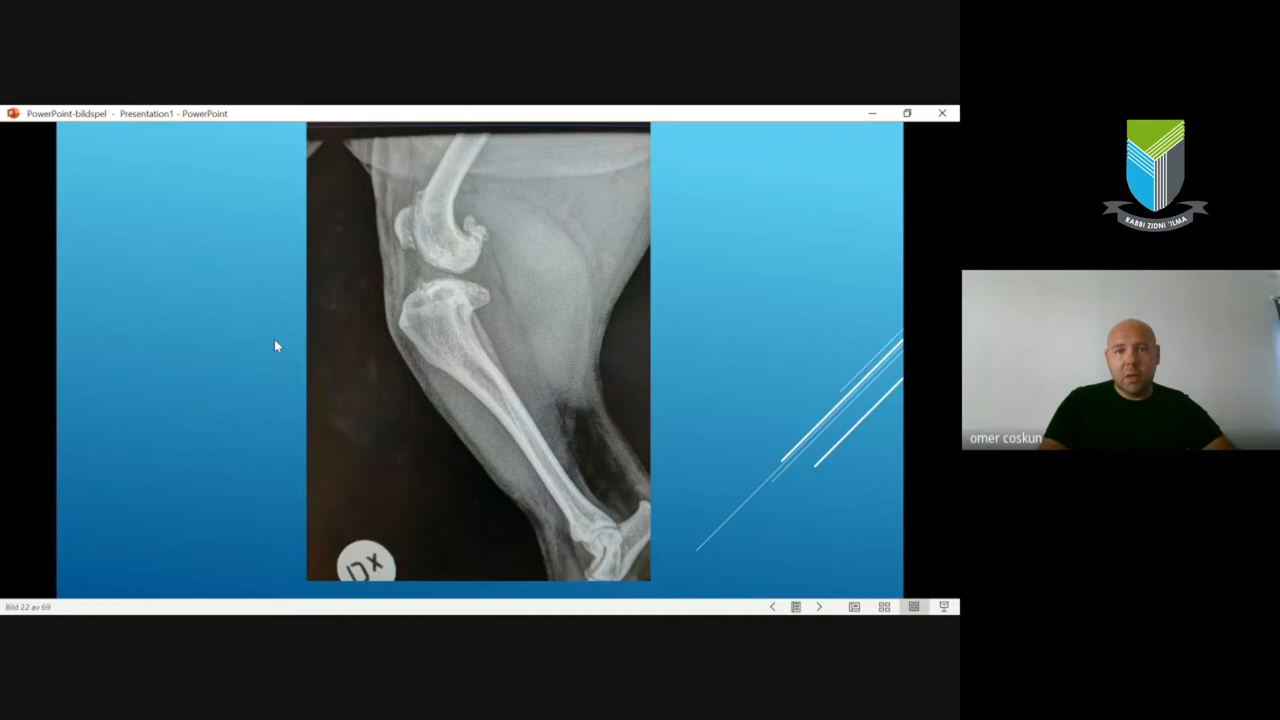 PowerPoint-bildspel - Presentation1 - PowerPoint
RABBI ZIDNI 'ILMA
omer coskun
Dx
Bild 22 av 69